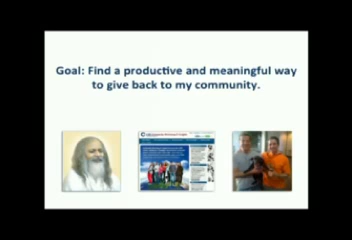 Goal: Find a productive and meaningful way
to give back to my community.